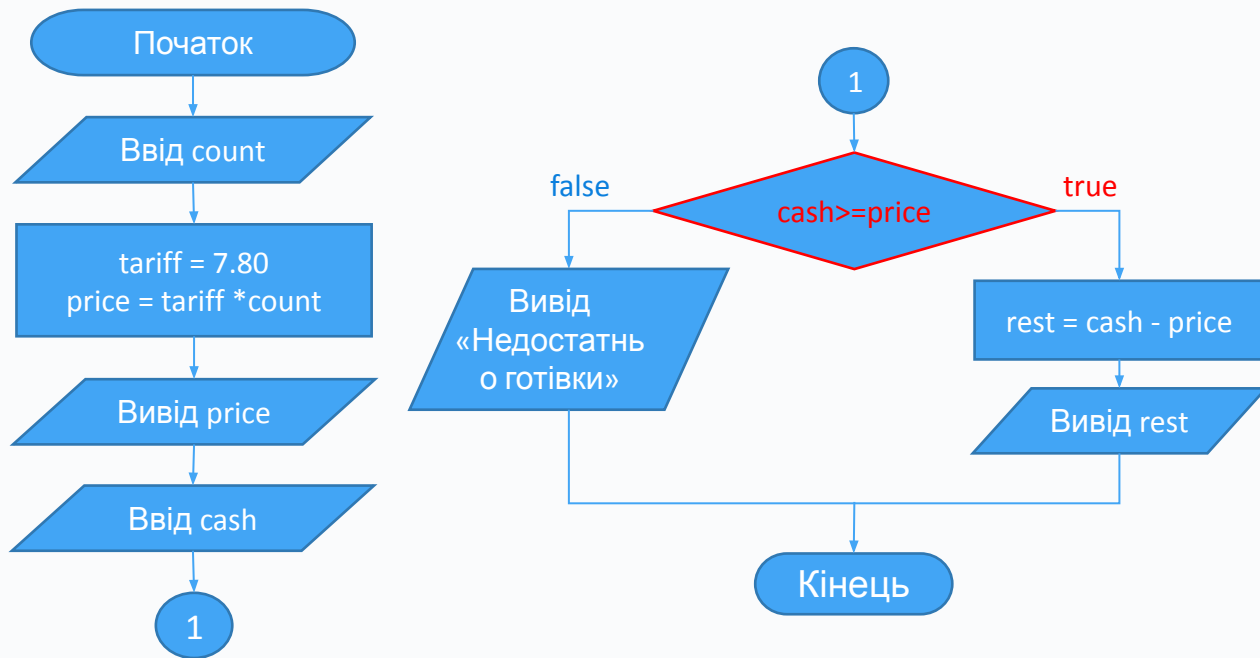 Початок
Ввід count
tariff = 7.80
price = tariff *count
Вивід price
Ввід cash
1
1
cash>=price
false
true
Вивід
«Недостатнь
о готівки»
rest = cash - price
Вивід rest
Кінець